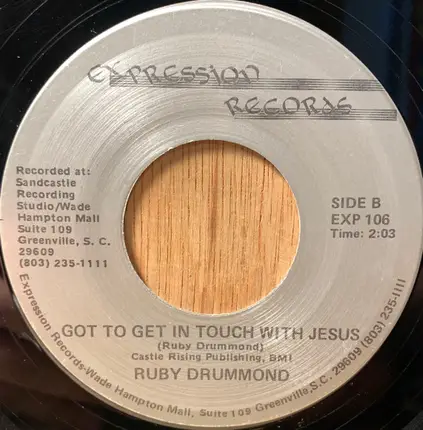 EXPRESSION
RECORDS
Recorded at:
Sandcastle
Recording
Studio/Wade
Hampton Mall
Suite 109
Greenville, S. C.
29609
(803) 235-1111
SIDE B
EXP 106
Time: 2:03
GOT TO GET IN TOUCH WITH JESUS
(Ruby Drummond)
Castle Rising Publishing, BMI
RUBY DRUMMOND
Expression Records-Wade Hampton Mall, Suite 109 Greenville,S.C. 29609 (803) 235-1111.